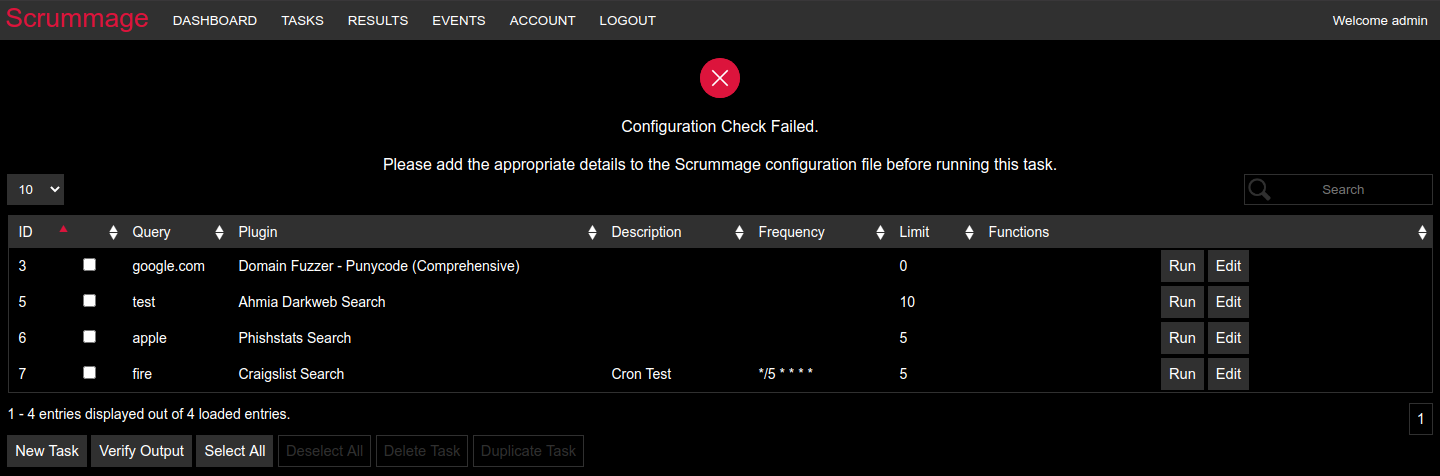 Scrummage DASHBOARD TASKS RESULTS EVENTS ACCOUNT LOGOUT Welcome admin
Configuration Check Failed.
Please add the appropriate details to the Scrummage configuration file before running this task.
10 Search
ID Query Plugin Description Frequency Limit Functions
3 google.com Domain Fuzzer - Punycode (Comprehensive) 0 Run Edit
5 test Ahmia Darkweb Search 10 Run Edit
6 apple Phishstats Search 5 Run Edit
7 fire Craigslist Search Cron Test */5 * * * * 5 Run Edit
1 - 4 entries displayed out of 4 loaded entries. 1
New Task Verify Output Select All Deselect All Delete Task Duplicate Task